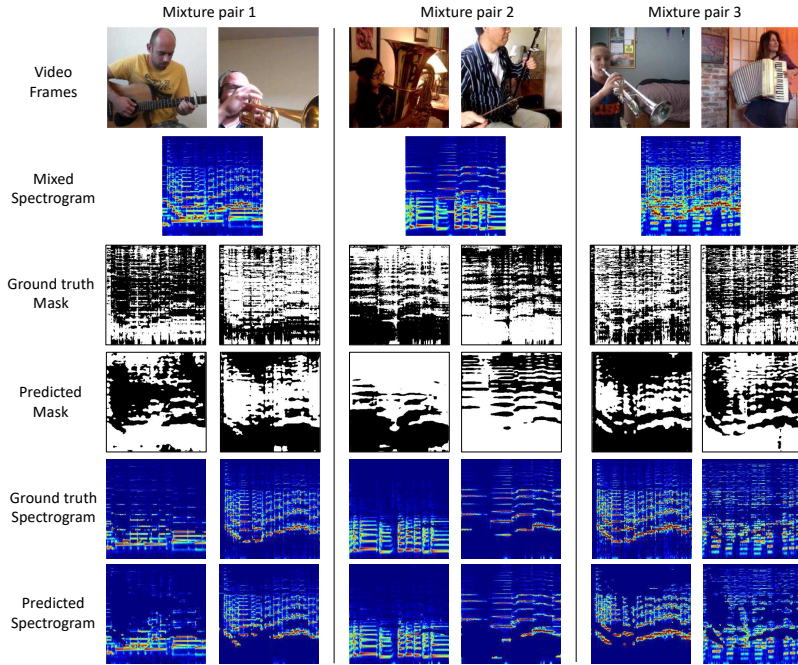 Mixture pair 1
Mixture pair 2
Mixture pair 3
Video
Frames
Mixed
Spectrogram
Ground truth
Mask
Predicted
Mask
Ground truth
Spectrogram
Predicted
Spectrogram